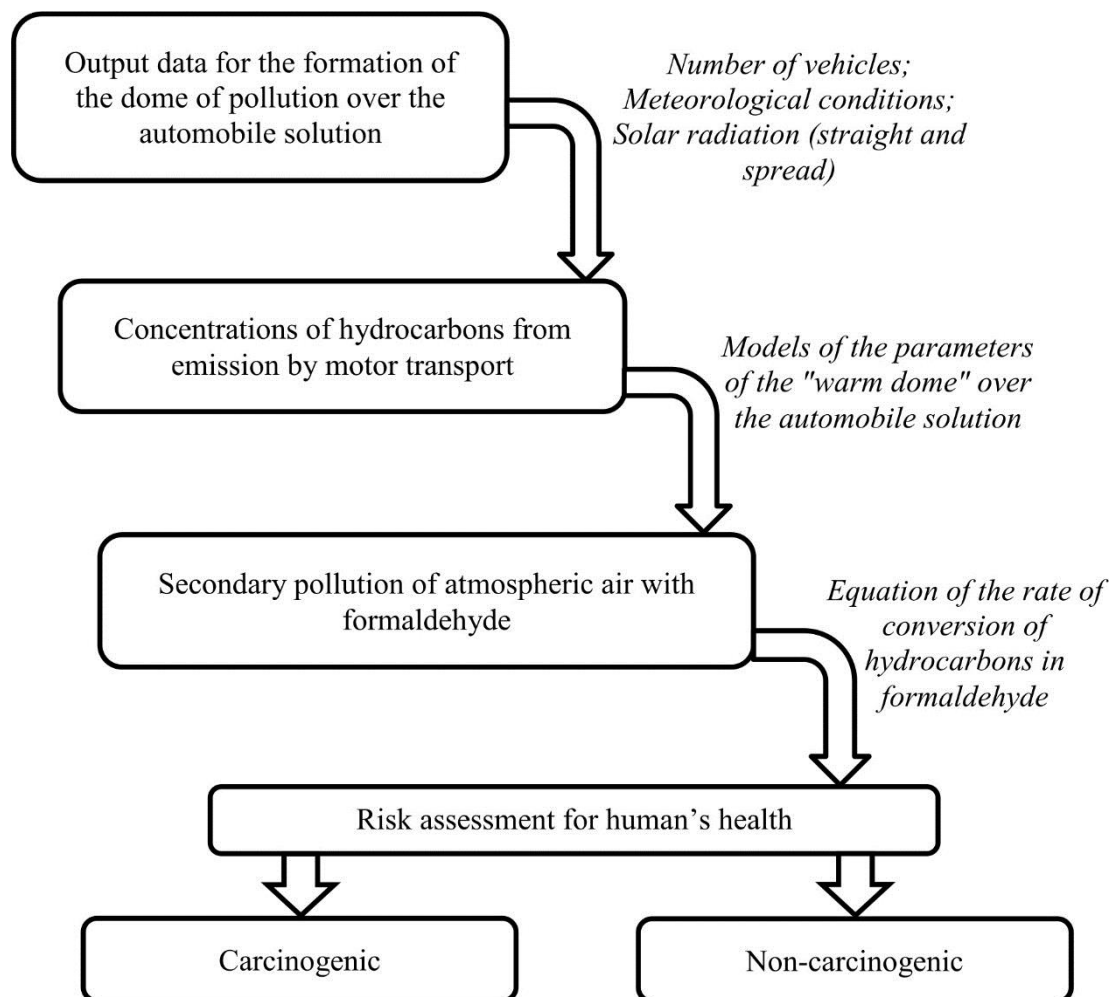 Output data for the formation of
the dome of pollution over the
automobile solution
Number of vehicles;
Meteorological conditions;
Solar radiation (straight and
spread)
Concentrations of hydrocarbons from
emission by motor transport
Models of the parameters
of the "warm dome" over
the automobile solution
Secondary pollution of atmospheric air with
formaldehyde
Equation of the rate of
conversion of
hydrocarbons in
formaldehyde
Risk assessment for human’s health
Carcinogenic
Non-carcinogenic